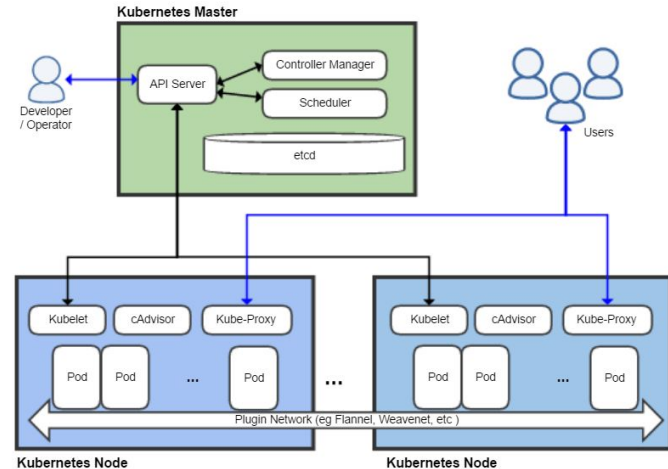 Kubernetes Master
API Server
Controller Manager
Scheduler
etcd
Developer
/ Operator
Users
Kubelet
cAdvisor
Kube-Proxy
Pod
Pod
...
Pod
...
Kubelet
cAdvisor
Kube-Proxy
Pod
Pod
...
Pod
Plugin Network (eg Flannel, Weavenet, etc )
Kubernetes Node
Kubernetes Node